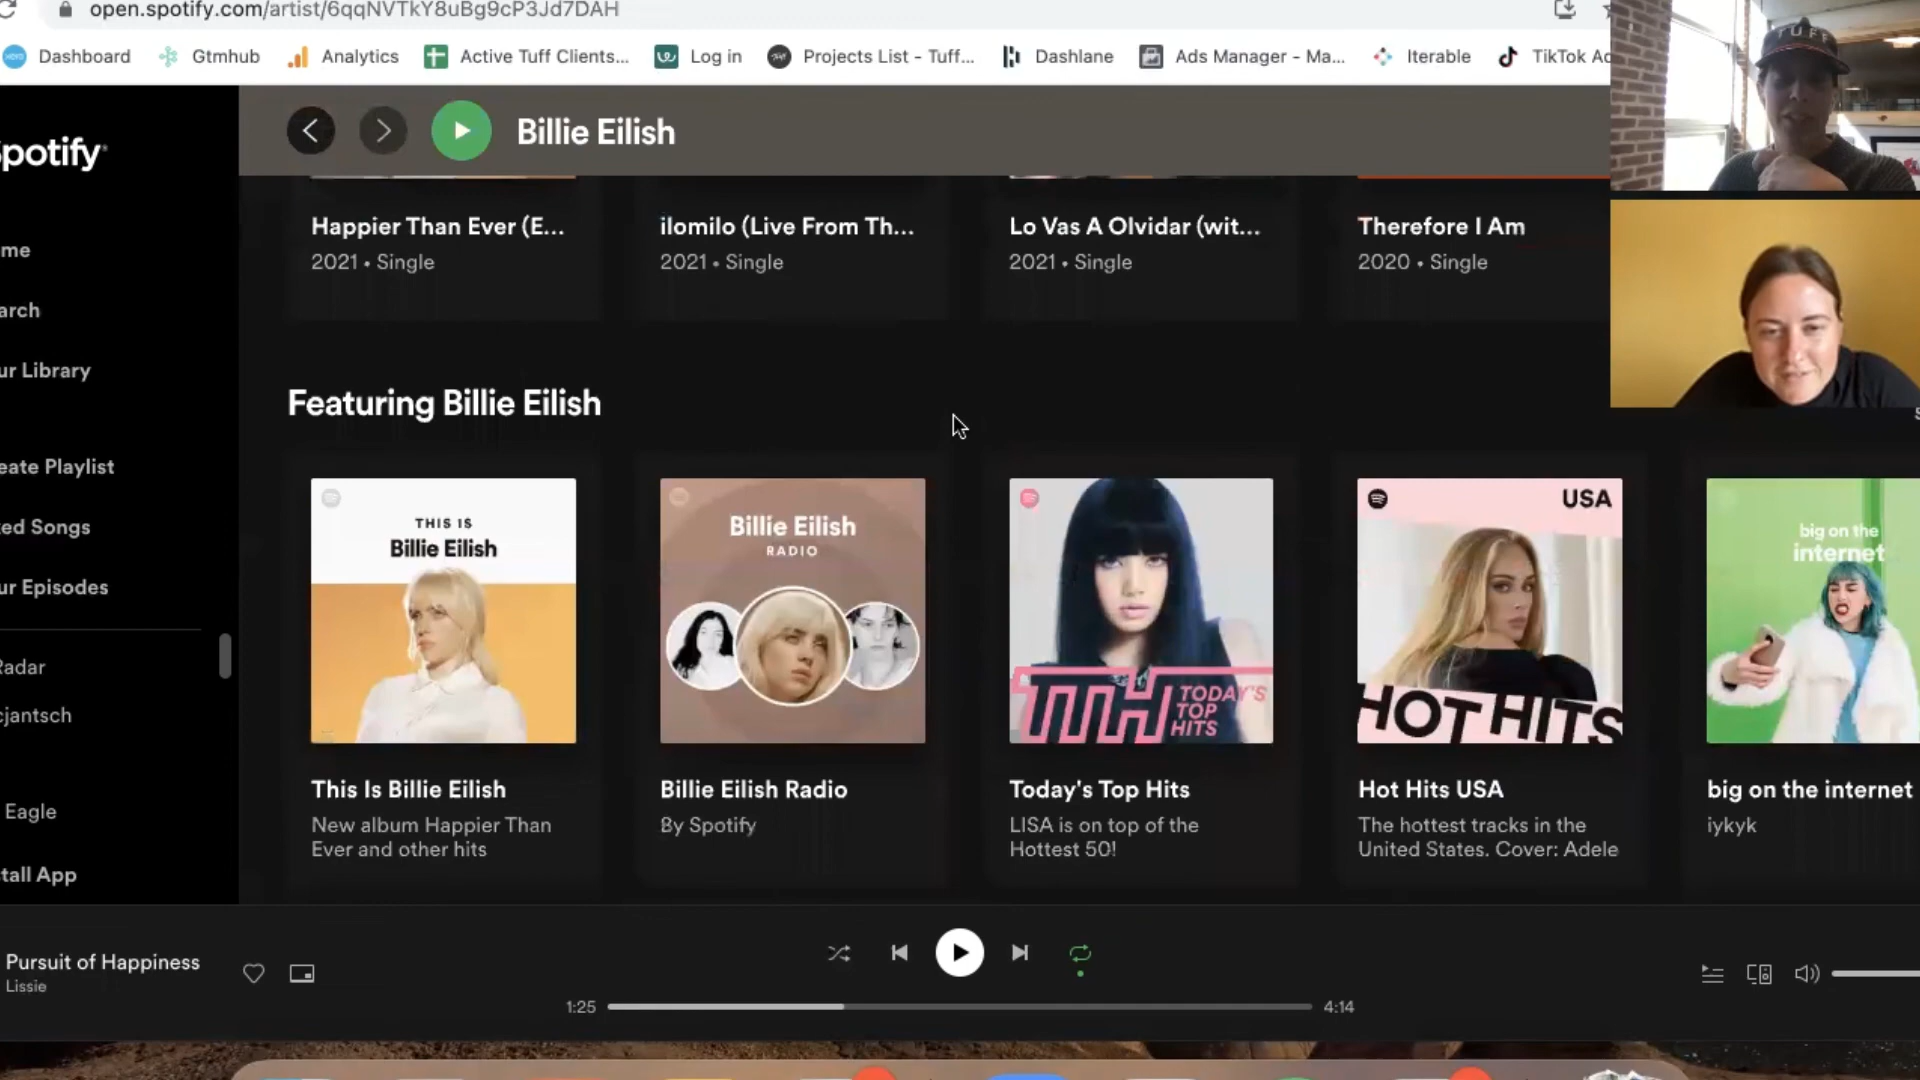 open.spotify.com/artist/6qqNVTkY8uBg9cP3Jd7DAH
Dashboard Gtmhub Analytics Active Tuff Clients... Log in Projects List - Tuff... Dashlane Ads Manager - Ma... Iterable TikTok Ad
TUFF
Spotify
Billie Eilish
Happier Than Ever (E... ilomilo (Live From Th... Lo Vas A Olvidar (wit... Therefore I Am
2021 • Single 2021 • Single 2021 • Single 2020 • Single
me
arch
ur Library
eate Playlist
ked Songs
ur Episodes
Radar
cjantsch
Eagle
tall App
Featuring Billie Eilish
THIS IS
Billie Eilish
Billie Eilish
RADIO
TTH TODAY'S
TOP
HITS
USA
HOT HITS
big on the
internet
This Is Billie Eilish Billie Eilish Radio Today's Top Hits Hot Hits USA big on the internet
New album Happier Than By Spotify LISA is on top of the The hottest tracks in the iykyk
Ever and other hits Hottest 50! United States. Cover: Adele
Pursuit of Happiness
Lissie
1:25 4:14